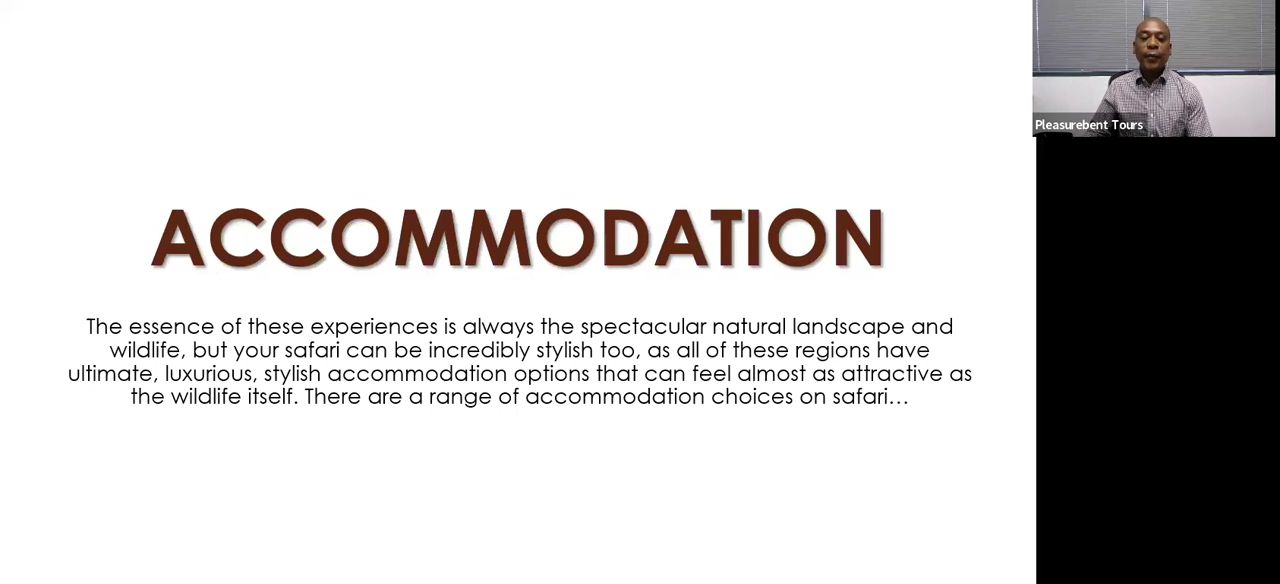 ACCOMMODATION
The essence of these experiences is always the spectacular natural landscape and
wildlife, but your safari can be incredibly stylish too, as all of these regions have
ultimate, luxurious, stylish accommodation options that can feel almost as attractive as
the wildlife itself. There are a range of accommodation choices on safari…
Pleasurebent Tours